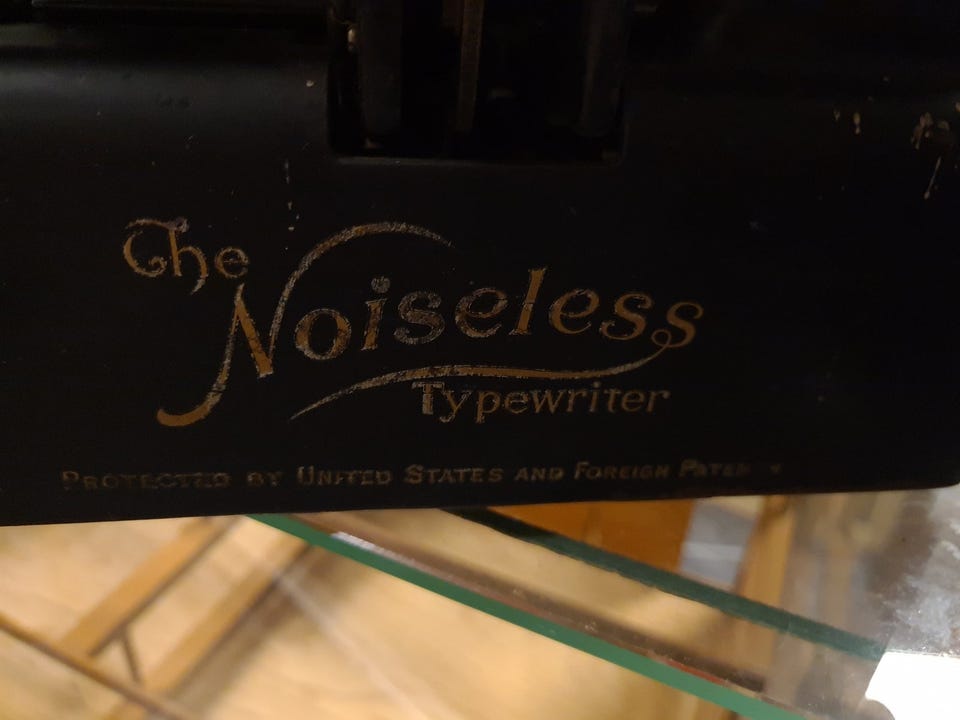 The
Noiseless
Typewriter
PROTECTED BY UNITED STATES AND FOREIGN